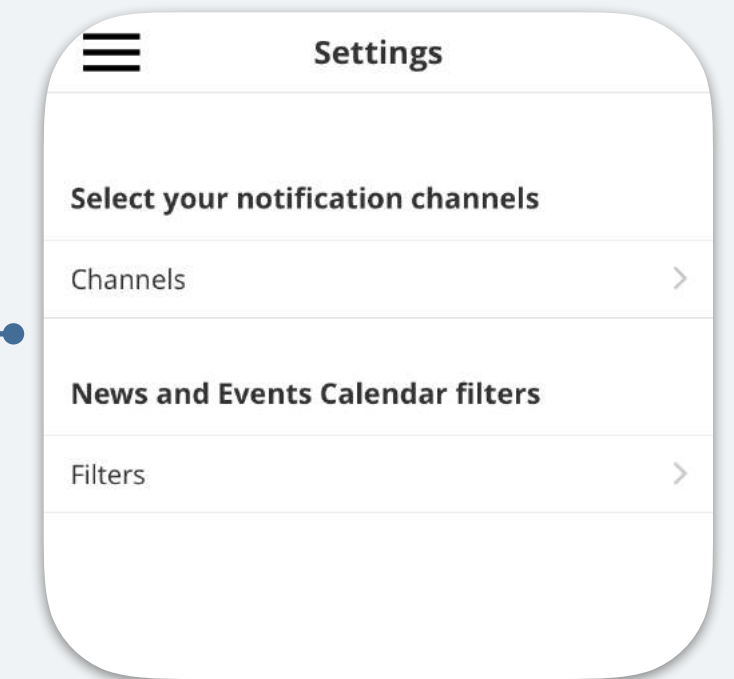 Settings
Select your notification channels
Channels
News and Events Calendar filters
Filters